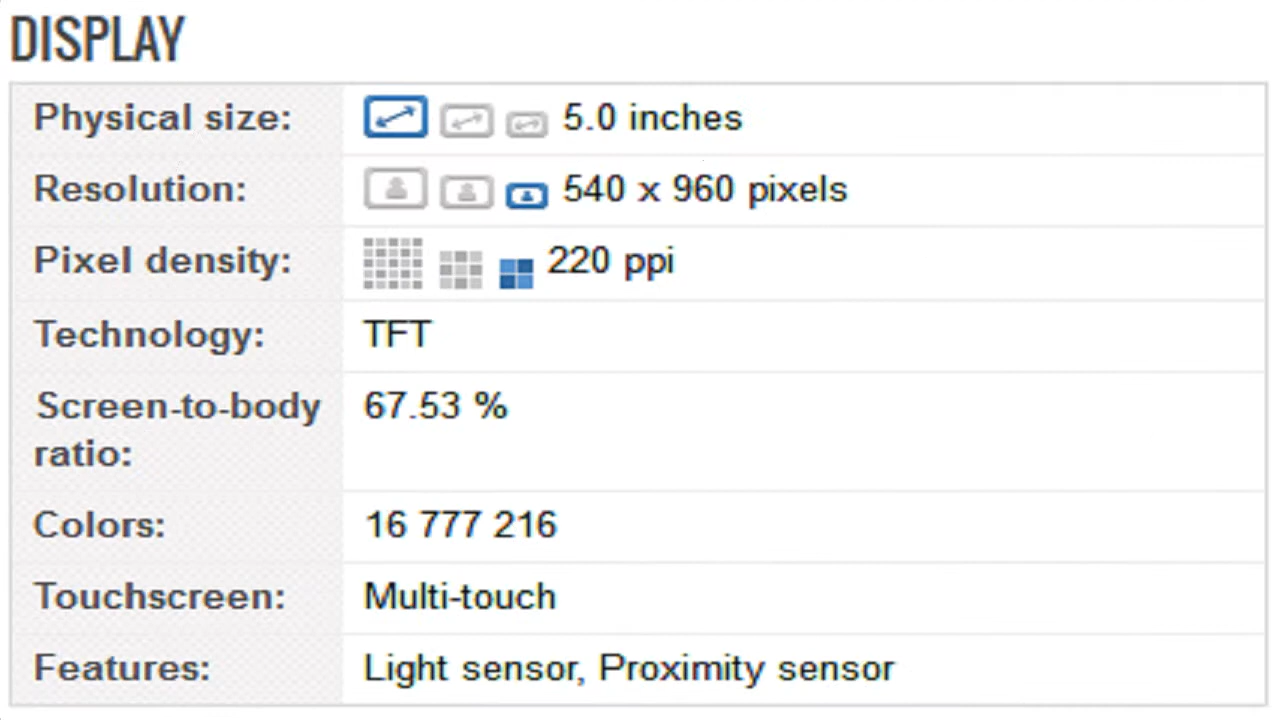 DISPLAY
Physical size: 5.0 inches
Resolution: 540 x 960 pixels
Pixel density: 220 ppi
Technology: TFT
Screen-to-body 67.53 %
ratio:
Colors: 16 777 216
Touchscreen: Multi-touch
Features: Light sensor, Proximity sensor